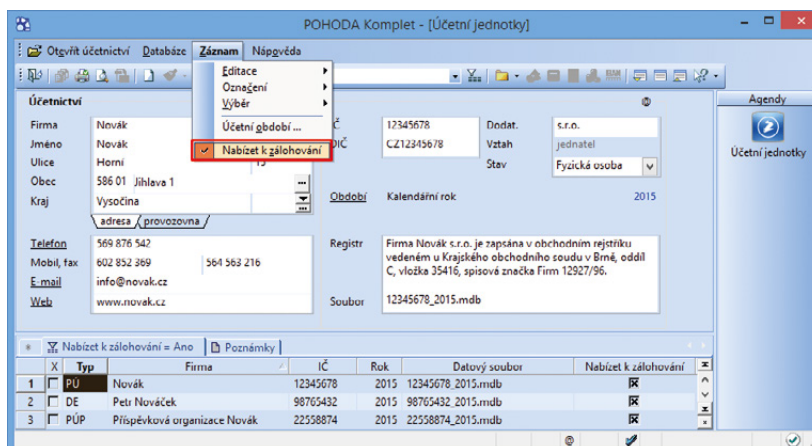 POHODA Komplet - [Účetní jednotky]
Otevřít účetnictví Databáze Záznam Nápověda
Editace
Označení
Výběr
Účetní období ...
Nabízet k zálohování
Účetnictví
Agendy
Účetní jednotky
Firma Novák IČ 12345678 Dodat. s.r.o.
Jméno Novák DIČ CZ12345678 Vztah jednatel
Ulice Horní 15 Stav Fyzická osoba
Obec 586 01 Jihlava 1
Kraj Vysočina Období Kalendářní rok 2015
adresa provozovna
Telefon 569 876 542 Registr Firma Novák s.r.o. je zapsána v obchodním rejstříku
Mobil, fax 602 852 369 564 563 216 vedeném u Krajského obchodního soudu v Brně, oddíl
E-mail info@novak.cz C, vložka 35416, spisová značka Firm 12927/96.
Web www.novak.cz Soubor 12345678_2015.mdb
* Nabízet k zálohování = Ano Poznámky
X Typ Firma IČ Rok Datový soubor Nabízet k zálohování
1 PÚ Novák 12345678 2015 12345678_2015.mdb
2 DE Petr Nováček 98765432 2015 98765432_2015.mdb
3 PÚP Příspěvková organizace Novák 22558874 2015 22558874_2015.mdb
@